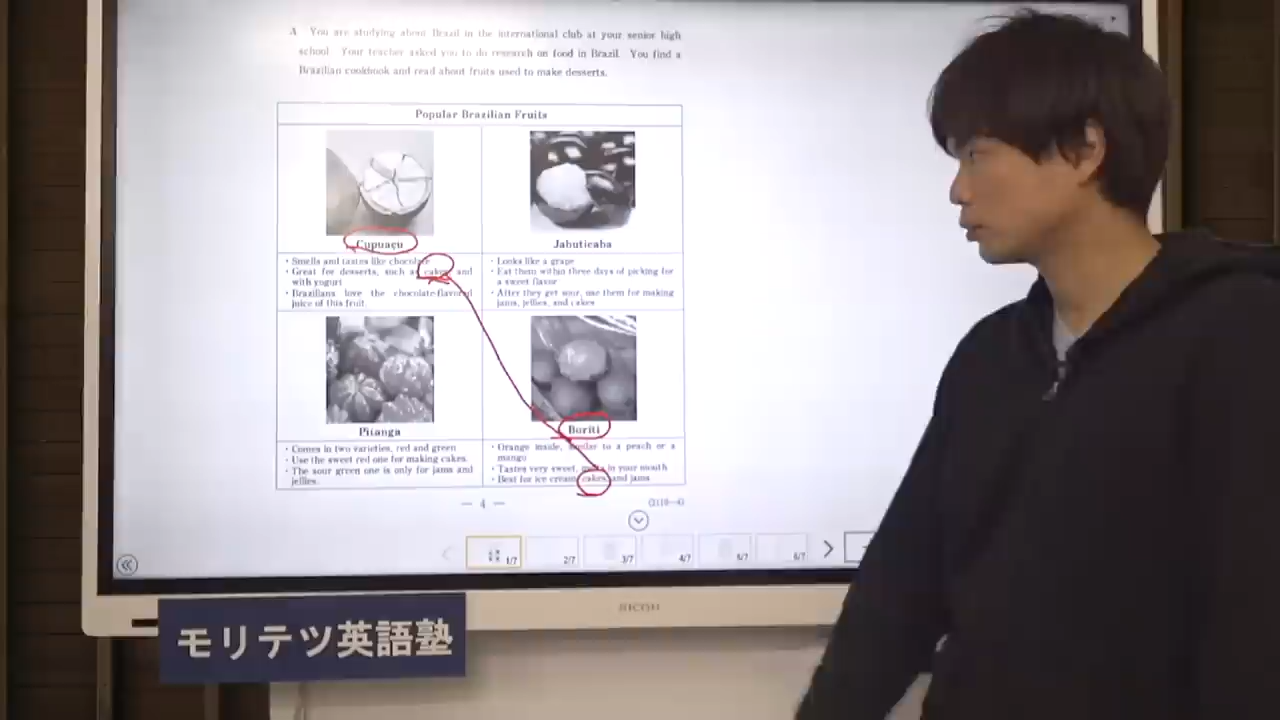 A You are studying about Brazil in the international club at your senior high
school. Your teacher asked you to do research on food in Brazil. You find a
Brazilian cookbook and read about fruits used to make desserts.
Popular Brazilian Fruits
Cupuaçu
・Smells and tastes like chocolate
・Great for desserts, such as cakes, and
with yogurt
・Brazilians love the chocolate-flavored
juice of this fruit.
Jabuticaba
・Looks like a grape
・Eat them within three days of picking for
a sweet flavor.
・After they get sour, use them for making
jams, jellies, and cakes
Pitanga
・Comes in two varieties, red and green
・Use the sweet red one for making cakes.
・The sour green one is only for jams and
jellies.
Buriti
・Orange inside, similar to a peach or a
mango
・Tastes very sweet, melts in your mouth
・Best for ice cream, cakes, and jams
— 4 —
1/7 2/7 3/7 4/7 5/7 6/7
RICOH
モリテツ英語塾